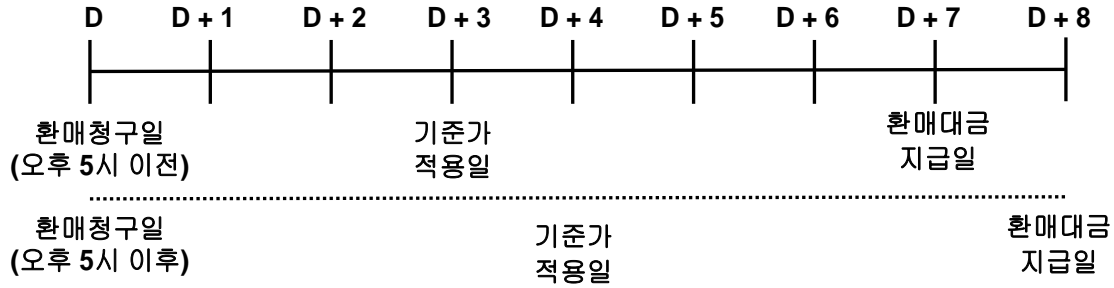 D D + 1 D + 2 D + 3 D + 4 D + 5 D + 6 D + 7 D + 8
환매청구일 기준가 환매대금
(오후 5시 이전) 적용일 지급일
환매청구일 기준가 환매대금
(오후 5시 이후) 적용일 지급일